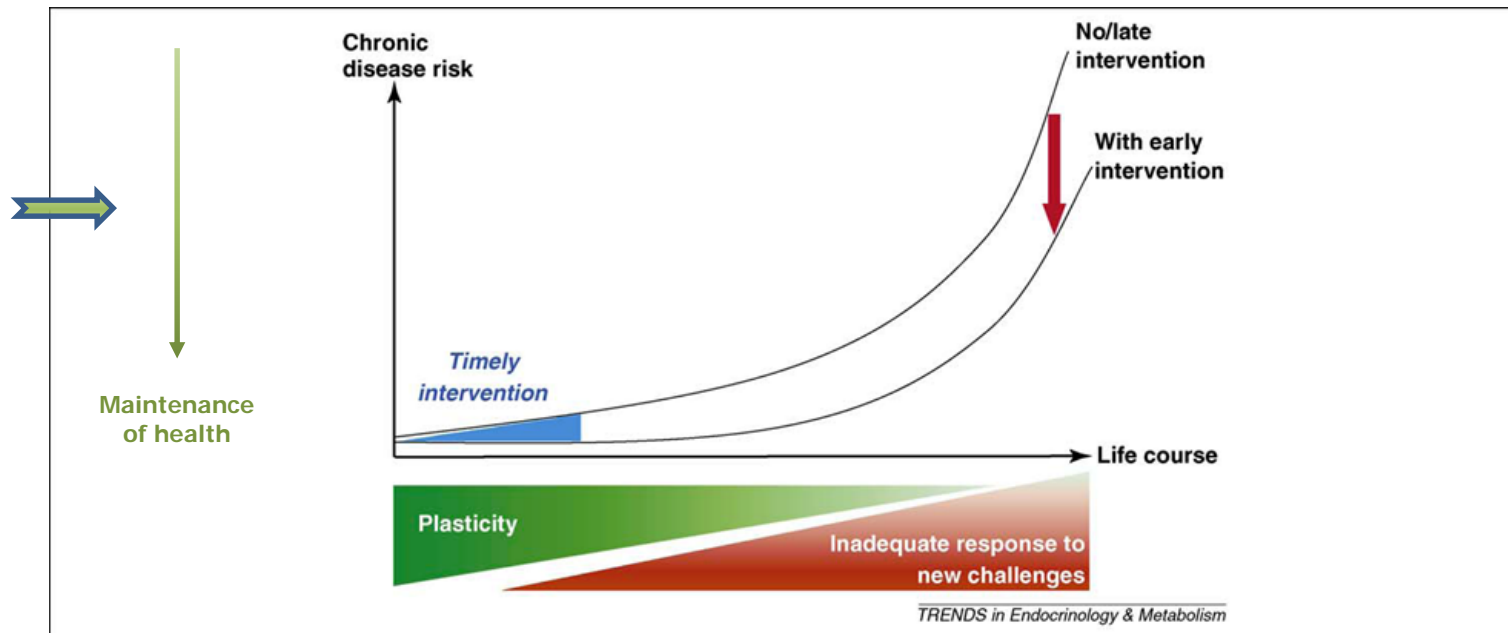 Chronic
disease risk
No/late
intervention
With early
intervention
Timely
intervention
Maintenance
of health
Life course
Plasticity
Inadequate response to
new challenges
TRENDS in Endocrinology & Metabolism